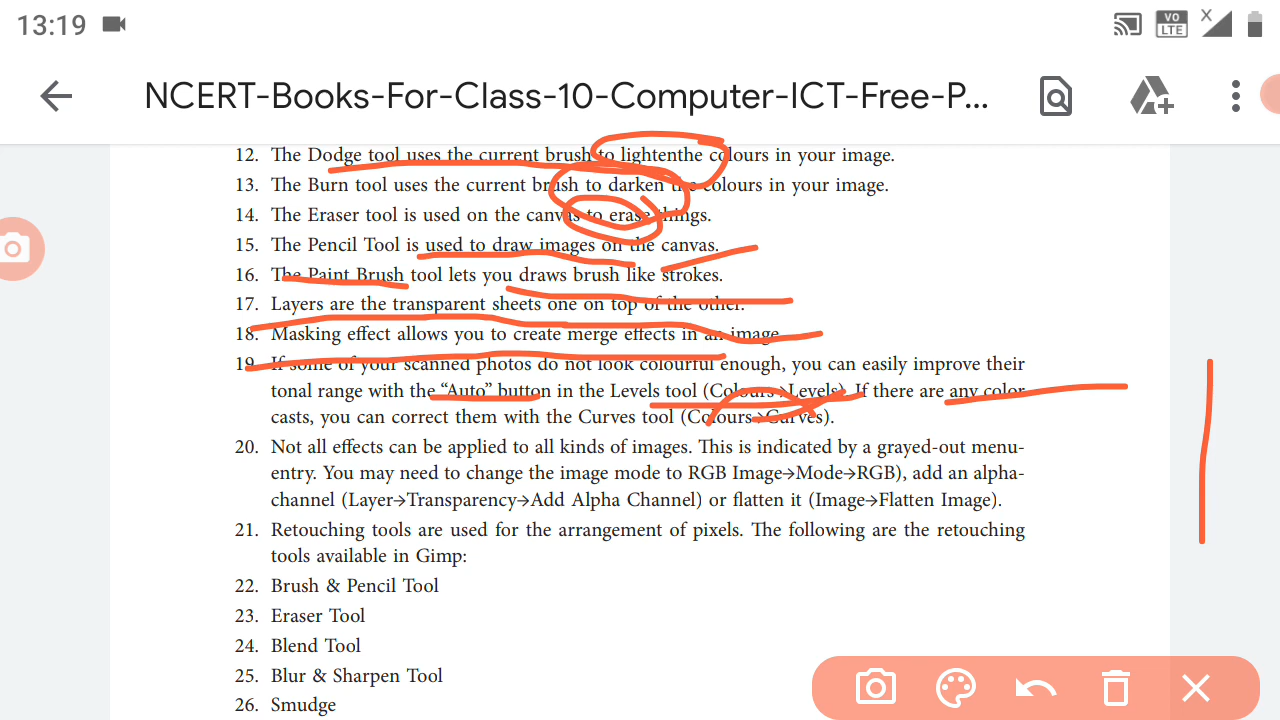 13:19
VO
LTE
X
NCERT-Books-For-Class-10-Computer-ICT-Free-P...
12. The Dodge tool uses the current brush to lightenthe colours in your image.
13. The Burn tool uses the current brush to darken the colours in your image.
14. The Eraser tool is used on the canvas to erase things.
15. The Pencil Tool is used to draw images on the canvas.
16. The Paint Brush tool lets you draws brush like strokes.
17. Layers are the transparent sheets one on top of the other.
18. Masking effect allows you to create merge effects in an image.
19. If some of your scanned photos do not look colourful enough, you can easily improve their
tonal range with the “Auto” button in the Levels tool (Colours→Levels). If there are any color
casts, you can correct them with the Curves tool (Colours→Curves).
20. Not all effects can be applied to all kinds of images. This is indicated by a grayed-out menu-
entry. You may need to change the image mode to RGB Image→Mode→RGB), add an alpha-
channel (Layer→Transparency→Add Alpha Channel) or flatten it (Image→Flatten Image).
21. Retouching tools are used for the arrangement of pixels. The following are the retouching
tools available in Gimp:
22. Brush & Pencil Tool
23. Eraser Tool
24. Blend Tool
25. Blur & Sharpen Tool
26. Smudge